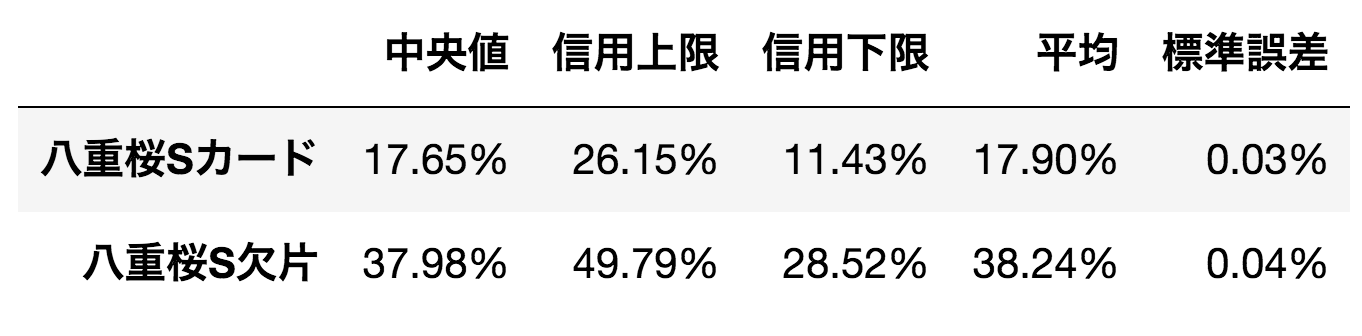 中央値 信用上限 信用下限 平均 標準誤差
八重桜Sカード 17.65% 26.15% 11.43% 17.90% 0.03%
八重桜S欠片 37.98% 49.79% 28.52% 38.24% 0.04%